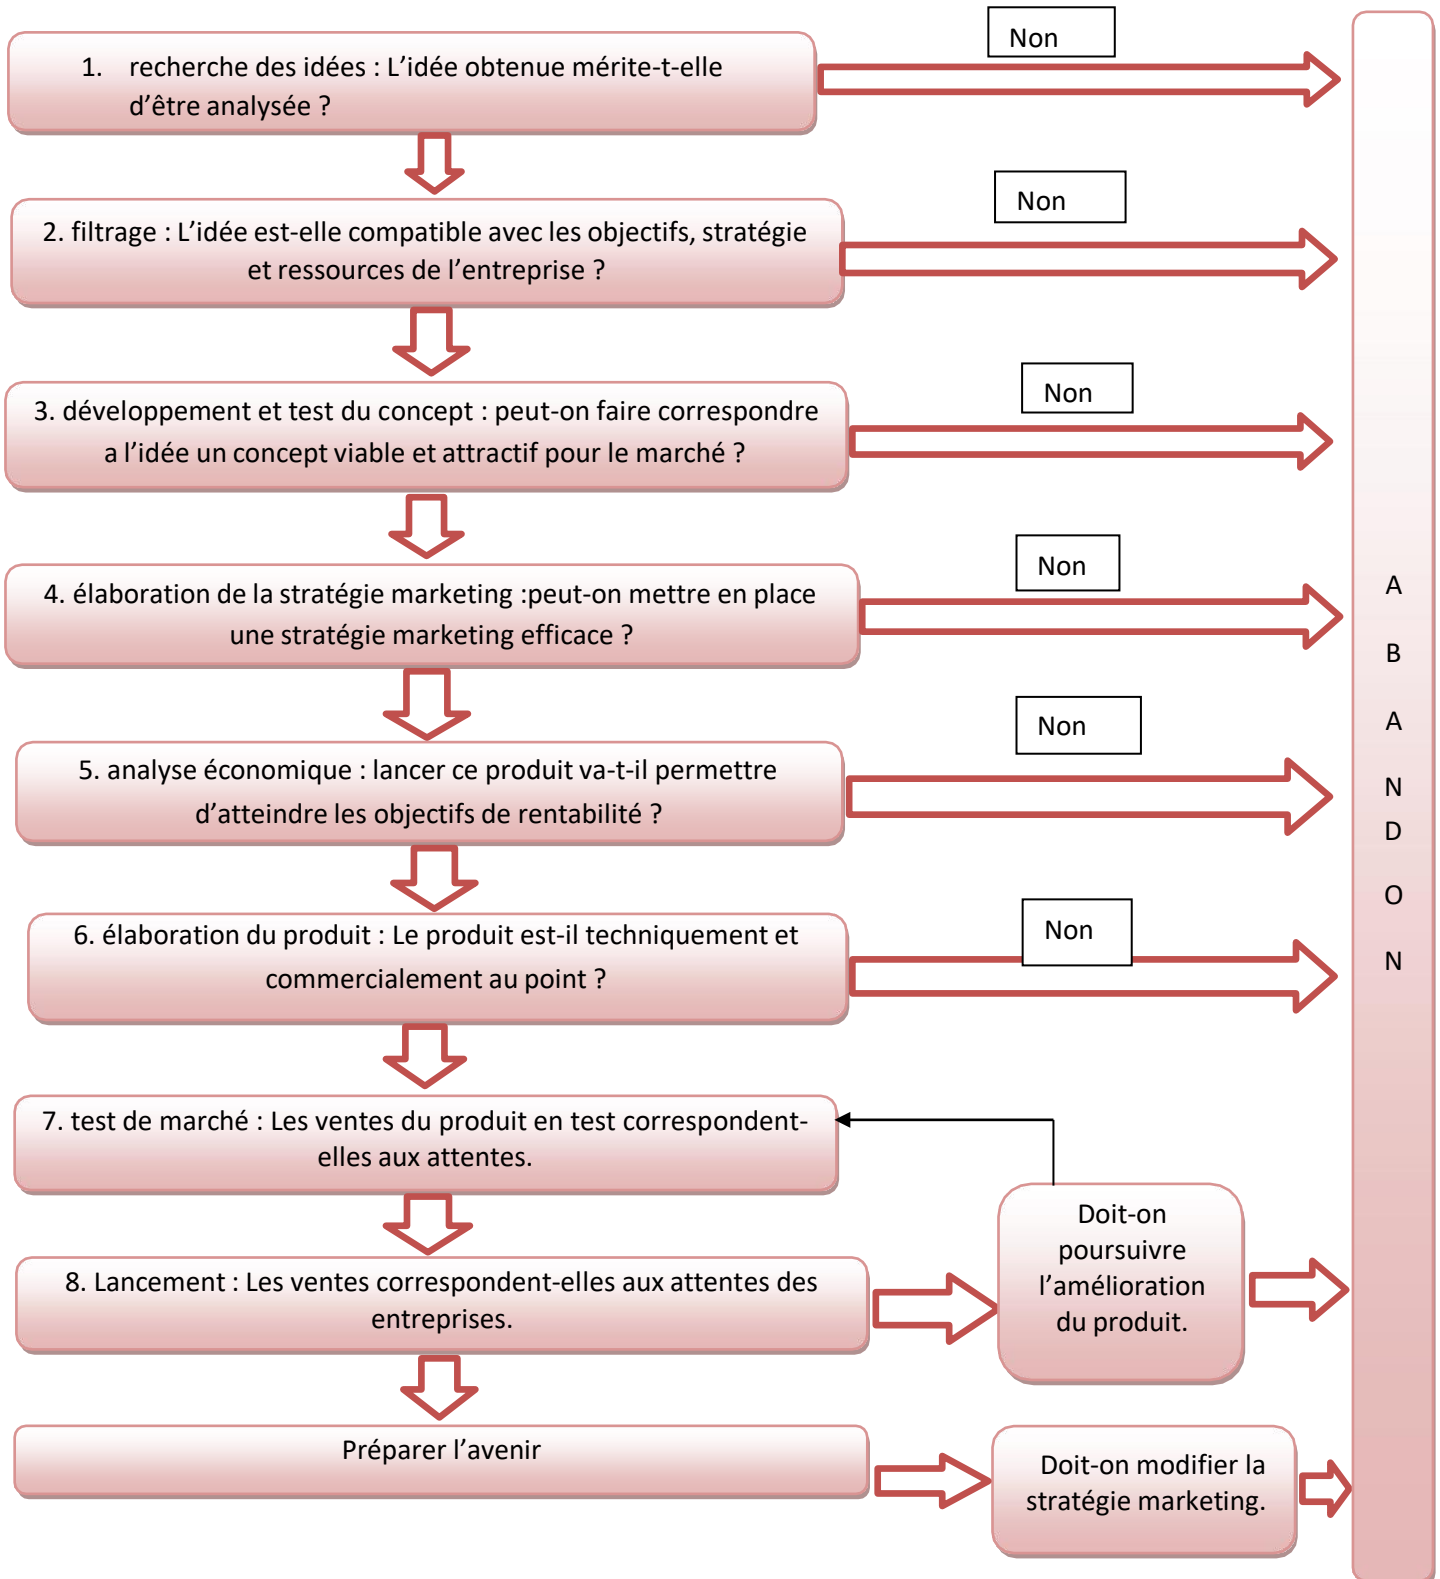 Non
1. recherche des idées : L’idée obtenue mérite-t-elle
d’être analysée ?
Non
2. filtrage : L’idée est-elle compatible avec les objectifs, stratégie
et ressources de l’entreprise ?
Non
3. développement et test du concept : peut-on faire correspondre
a l’idée un concept viable et attractif pour le marché ?
Non
4. élaboration de la stratégie marketing :peut-on mettre en place
une stratégie marketing efficace ?
Non
5. analyse économique : lancer ce produit va-t-il permettre
d’atteindre les objectifs de rentabilité ?
Non
6. élaboration du produit : Le produit est-il techniquement et
commercialement au point ?
7. test de marché : Les ventes du produit en test correspondent-
elles aux attentes.
8. Lancement : Les ventes correspondent-elles aux attentes des
entreprises.
Doit-on
poursuivre
l’amélioration
du produit.
Préparer l’avenir
Doit-on modifier la
stratégie marketing.
A
B
A
N
D
O
N